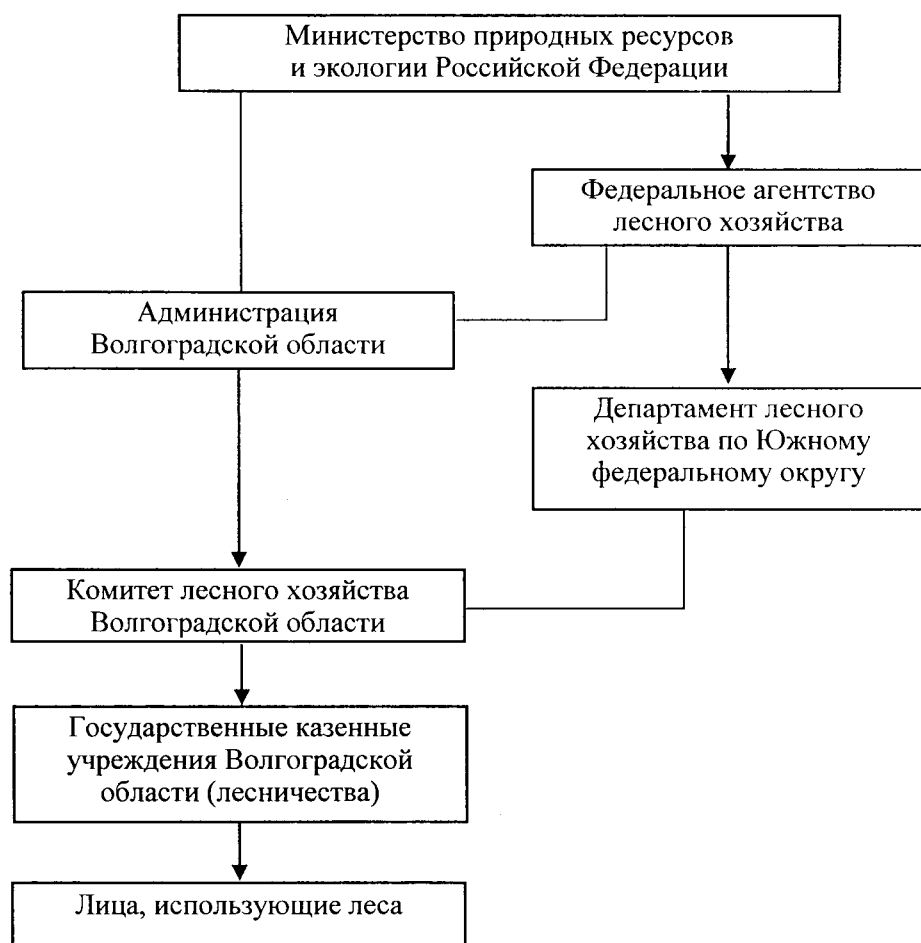 Министерство природных ресурсов
и экологии Российской Федерации
Федеральное агентство
лесного хозяйства
Администрация
Волгоградской области
Департамент лесного
хозяйства по Южному
федеральному округу
Комитет лесного хозяйства
Волгоградской области
Государственные казенные
учреждения Волгоградской
области (лесничества)
Лица, использующие леса